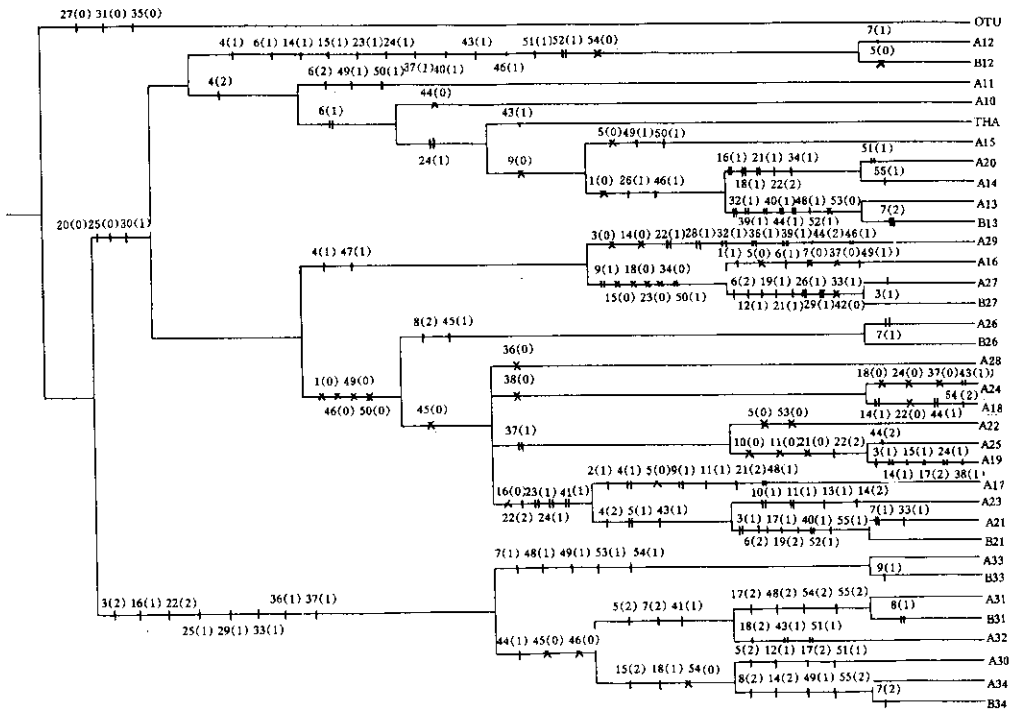 27(0) 31(0) 35(0)
OTU
4(1) 6(1) 14(1) 15(1) 23(1) 24(1) 43(1) 51(1) 52(1) 54(0)
37(1) 40(1) 46(1)
7(1)
A12
5(0)
B12
4(2)
6(2) 49(1) 50(1)
A11
6(1)
44(0)
A10
24(1)
43(1)
THA
9(0)
5(0) 49(1) 50(1)
A15
1(0) 26(1) 46(1)
16(1) 21(1) 34(1)
18(1) 22(2)
51(1)
A20
55(1)
A14
32(1) 40(1) 48(1) 53(0)
39(1) 44(1) 52(1)
A13
7(2)
B13
20(0) 25(0) 30(1)
4(1) 47(1)
3(0) 14(0) 22(1) 28(1) 32(1) 36(1) 39(1) 44(2) 46(1)
A29
9(1) 18(0) 34(0)
15(0) 23(0) 50(1)
1(1) 5(0) 6(1) 7(0) 37(0) 49(1)
A16
6(2) 19(1) 26(1) 33(1)
12(1) 21(1) 29(1) 42(0)
A27
3(1)
B27
1(0) 49(0)
46(0) 50(0)
8(2) 45(1)
A26
7(1)
B26
45(0)
36(0)
A28
38(0)
18(0) 24(0) 37(0) 43(1)
A24
54(2)
14(1) 22(0) 44(1)
A18
37(1)
5(0) 53(0)
A22
10(0) 11(0) 21(0) 22(2)
44(2)
A25
3(1) 15(1) 24(1)
14(1) 17(2) 38(1)
A19
16(0) 23(1) 41(1)
22(2) 24(1)
2(1) 4(1) 5(0) 9(1) 11(1) 21(2) 48(1)
A17
4(2) 5(1) 43(1)
10(1) 11(1) 13(1) 14(2)
A23
3(1) 17(1) 40(1) 55(1)
6(2) 19(2) 52(1)
7(1) 33(1)
A21
B21
3(2) 16(1) 22(2) 36(1) 37(1)
25(1) 29(1) 33(1)
7(1) 48(1) 49(1) 53(1) 54(1)
A33
9(1)
B33
44(1) 45(0) 46(0)
5(2) 7(2) 41(1)
17(2) 48(2) 54(2) 55(2)
A31
8(1)
B31
18(2) 43(1) 51(1)
A32
15(2) 18(1) 54(0)
5(2) 12(1) 17(2) 51(1)
A30
8(2) 14(2) 49(1) 55(2)
A34
7(2)
B34